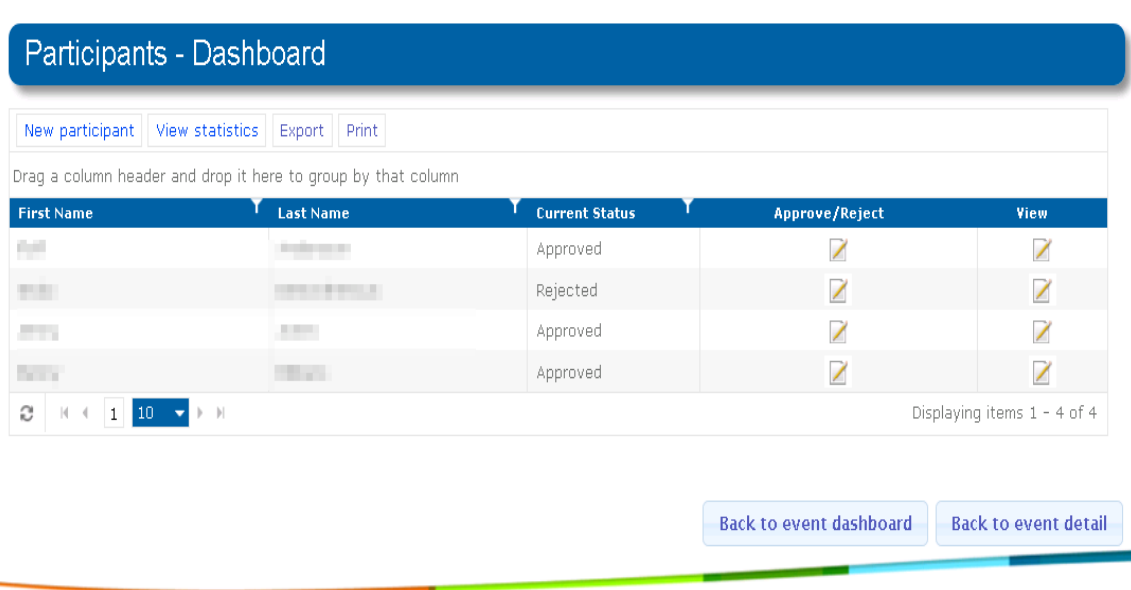 Participants - Dashboard
New participant View statistics Export Print
Drag a column header and drop it here to group by that column
First Name Last Name Current Status Approve/Reject View
Approved
Rejected
Approved
Approved
1 10 Displaying items 1 - 4 of 4
Back to event dashboard Back to event detail